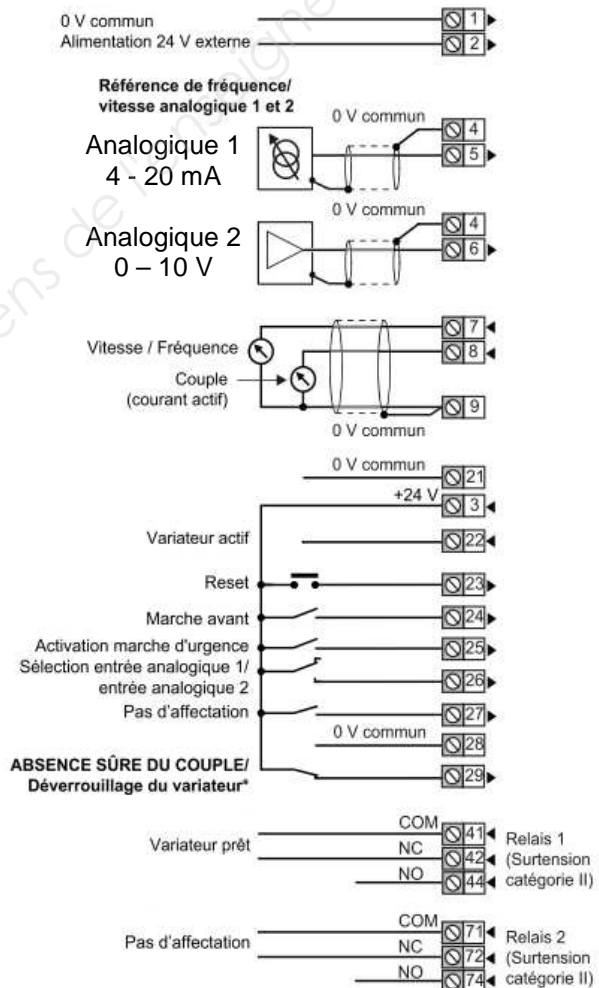 0 V commun
1
Alimentation 24 V externe
2
Référence de fréquence/
vitesse analogique 1 et 2
Analogique 1
4 - 20 mA
0 V commun
4
5
Analogique 2
0 – 10 V
0 V commun
4
6
Vitesse / Fréquence
7
8
Couple
(courant actif)
9
0 V commun
0 V commun
21
+24 V
3
Variateur actif
22
Reset
23
Marche avant
24
Activation marche d'urgence
25
Sélection entrée analogique 1/
entrée analogique 2
26
Pas d'affectation
27
0 V commun
28
ABSENCE SÛRE DU COUPLE/
Déverrouillage du variateur*
29
Variateur prêt
COM
41
NC
42
NO
44
Relais 1
(Surtension
catégorie II)
Pas d'affectation
COM
71
NC
72
NO
74
Relais 2
(Surtension
catégorie II)
ens de l'enseigne